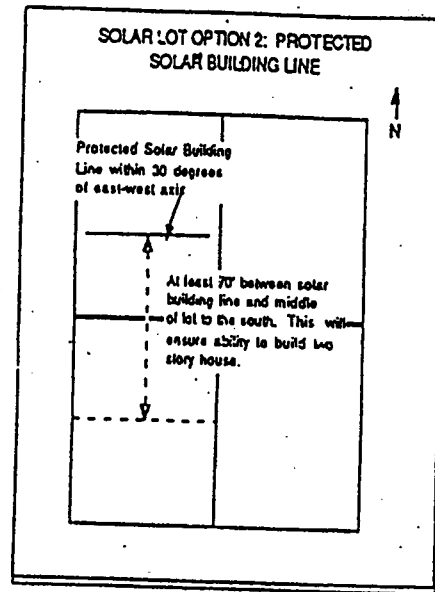 SOLAR LOT OPTION 2: PROTECTED
SOLAR BUILDING LINE
N
Protected Solar Building
Line within 30 degrees
of east-west axis
At least 70' between solar
building line and middle
of lot to the south. This will
ensure ability to build two
story house.